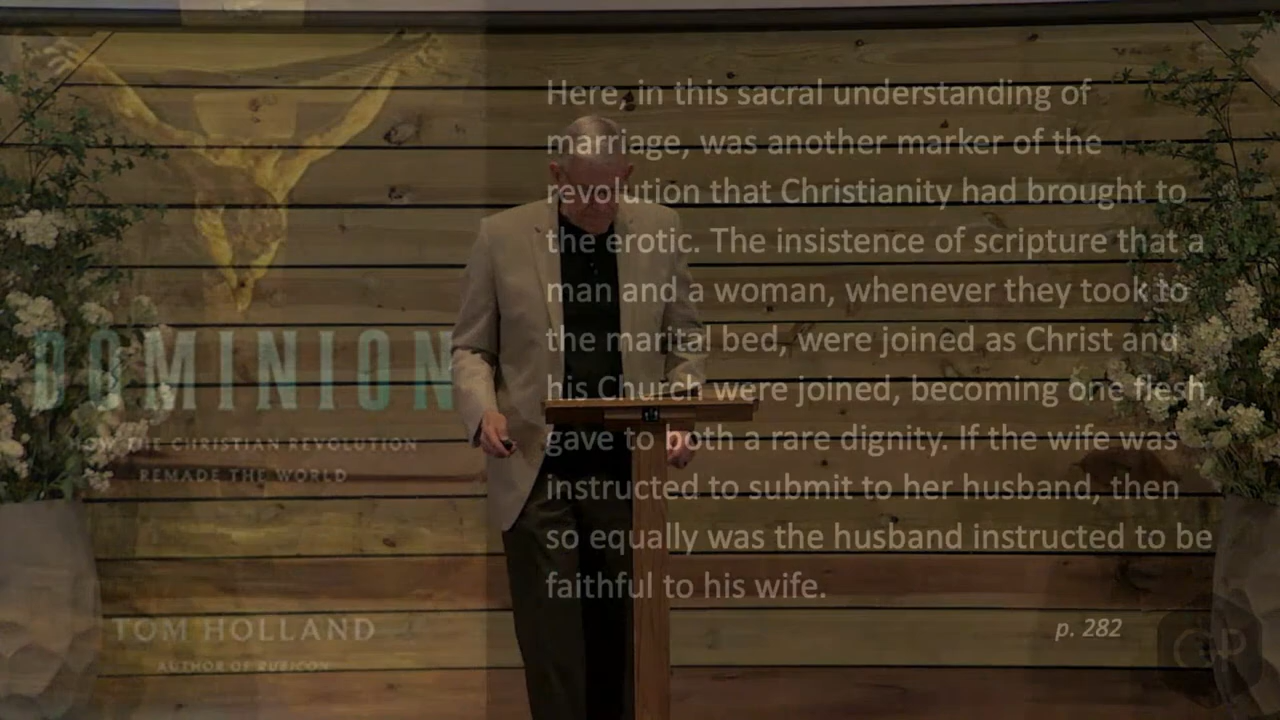 DOMINION
HOW THE CHRISTIAN REVOLUTION
REMADE THE WORLD
TOM HOLLAND
AUTHOR OF RUBICON
Here, in this sacral understanding of
marriage, was another marker of the
revolution that Christianity had brought to
the erotic. The insistence of scripture that a
man and a woman, whenever they took to
the marital bed, were joined as Christ and
his Church were joined, becoming one flesh,
gave to both a rare dignity. If the wife was
instructed to submit to her husband, then
so equally was the husband instructed to be
faithful to his wife.
p. 282
GP